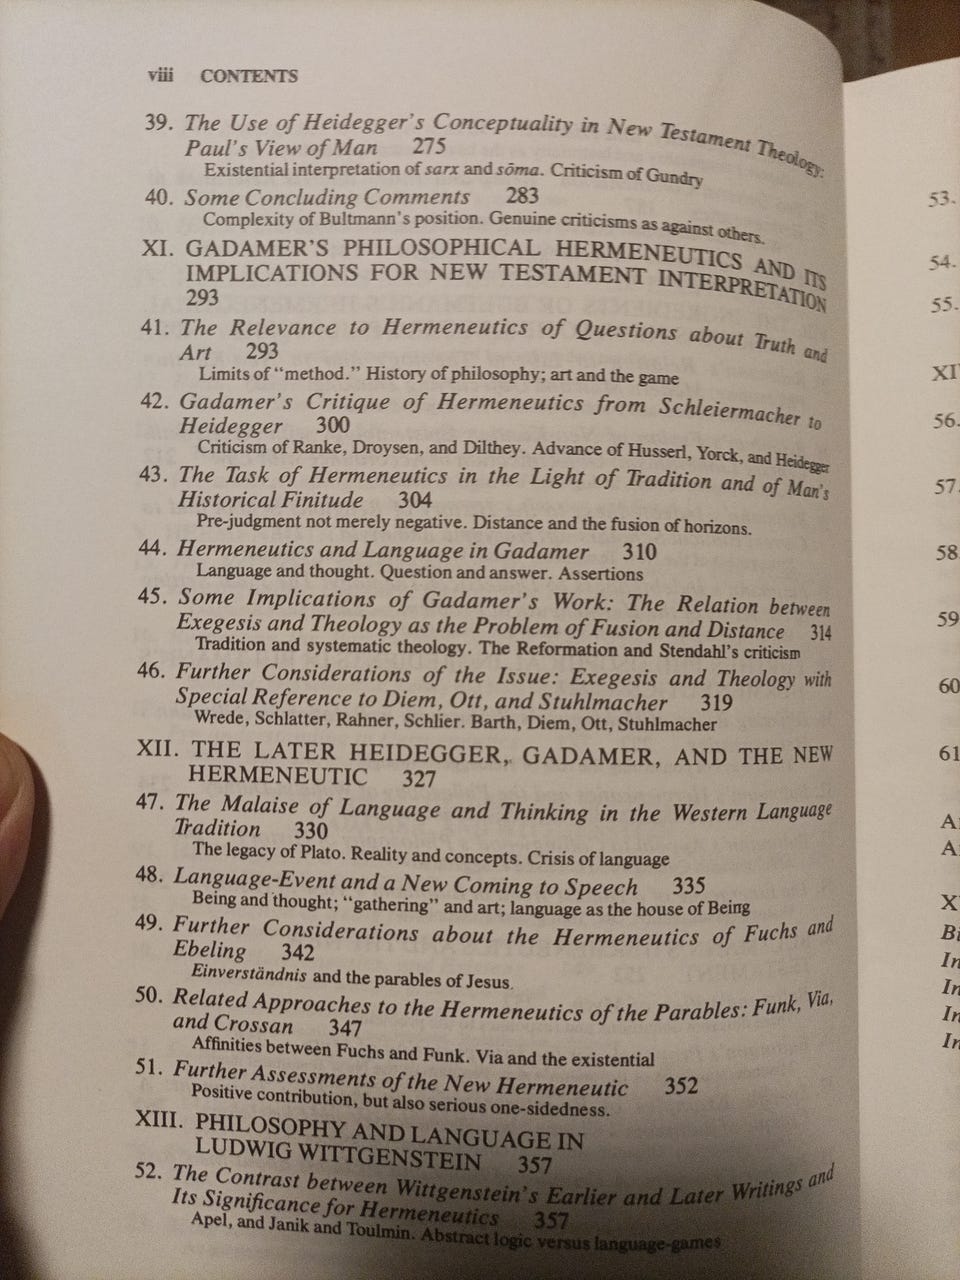 viii CONTENTS
39. The Use of Heidegger's Conceptuality in New Testament Theology:
Paul's View of Man 275
Existential interpretation of sarx and sōma. Criticism of Gundry
40. Some Concluding Comments 283
Complexity of Bultmann's position. Genuine criticisms as against others.
XI. GADAMER'S PHILOSOPHICAL HERMENEUTICS AND ITS
IMPLICATIONS FOR NEW TESTAMENT INTERPRETATION
293
41. The Relevance to Hermeneutics of Questions about Truth and
Art 293
Limits of “method.” History of philosophy; art and the game
42. Gadamer's Critique of Hermeneutics from Schleiermacher to
Heidegger 300
Criticism of Ranke, Droysen, and Dilthey. Advance of Husserl, Yorck, and Heidegger
43. The Task of Hermeneutics in the Light of Tradition and of Man's
Historical Finitude 304
Pre-judgment not merely negative. Distance and the fusion of horizons.
44. Hermeneutics and Language in Gadamer 310
Language and thought. Question and answer. Assertions
45. Some Implications of Gadamer's Work: The Relation between
Exegesis and Theology as the Problem of Fusion and Distance 314
Tradition and systematic theology. The Reformation and Stendahl's criticism
46. Further Considerations of the Issue: Exegesis and Theology with
Special Reference to Diem, Ott, and Stuhlmacher 319
Wrede, Schlatter, Rahner, Schlier. Barth, Diem, Ott, Stuhlmacher
XII. THE LATER HEIDEGGER, GADAMER, AND THE NEW
HERMENEUTIC 327
47. The Malaise of Language and Thinking in the Western Language
Tradition 330
The legacy of Plato. Reality and concepts. Crisis of language
48. Language-Event and a New Coming to Speech 335
Being and thought; “gathering” and art; language as the house of Being
49. Further Considerations about the Hermeneutics of Fuchs and
Ebeling 342
Einverständnis and the parables of Jesus.
50. Related Approaches to the Hermeneutics of the Parables: Funk, Via,
and Crossan 347
Affinities between Fuchs and Funk. Via and the existential
51. Further Assessments of the New Hermeneutic 352
Positive contribution, but also serious one-sidedness.
XIII. PHILOSOPHY AND LANGUAGE IN
LUDWIG WITTGENSTEIN 357
52. The Contrast between Wittgenstein's Earlier and Later Writings and
Its Significance for Hermeneutics 357
Apel, and Janik and Toulmin. Abstract logic versus language-games
53.
54.
55.
56.
57.
58
59
60
61